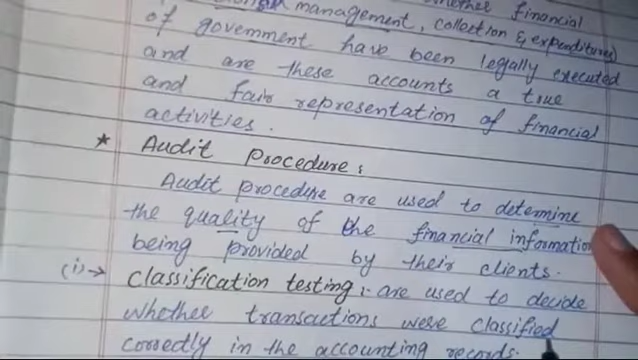 management, collection & expenditures)
of government have been legally executed
and are these accounts a true
and fair representation of financial
activities.
* Audit Procedure:
Audit procedure are used to determine
the quality of the financial information
being provided by their clients.
(i)→ Classification testing:- are used to decide
whether transactions were classified
correctly in the accounting records.